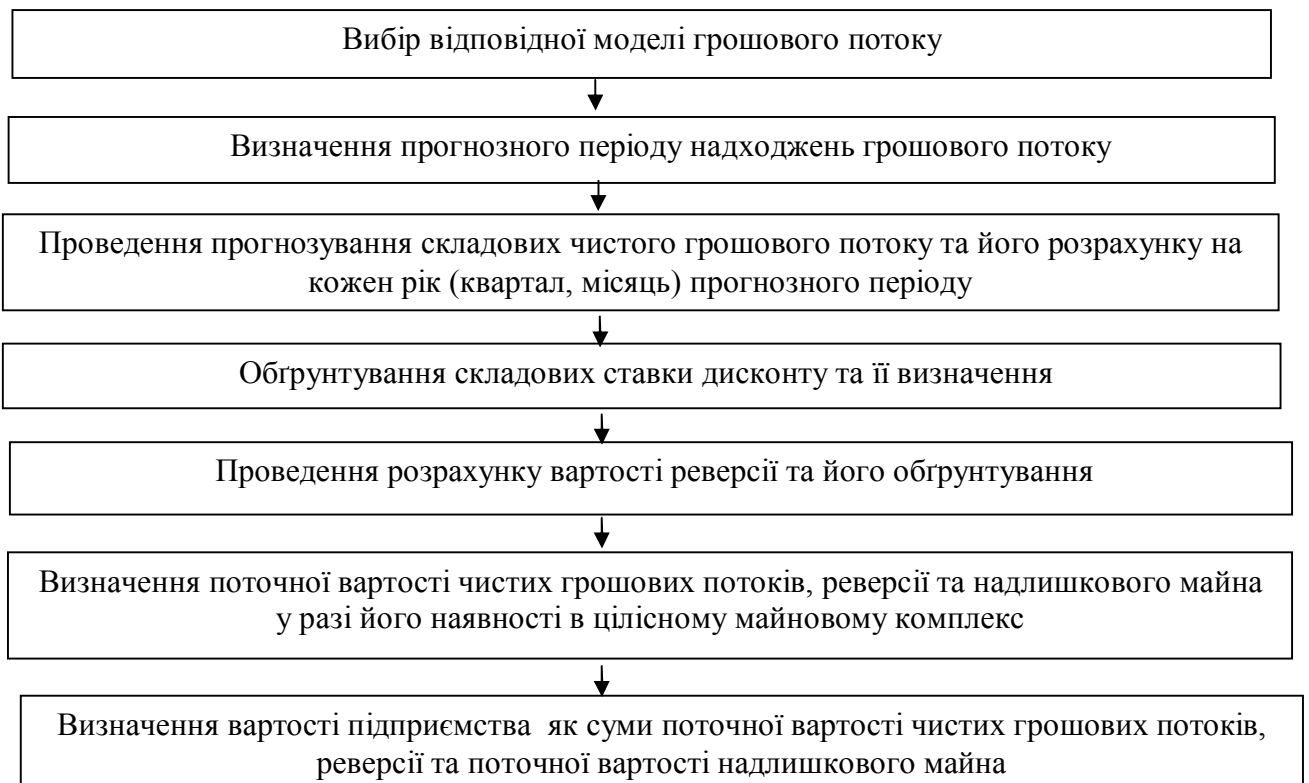 Вибір відповідної моделі грошового потоку
Визначення прогнозного періоду надходжень грошового потоку
Проведення прогнозування складових чистого грошового потоку та його розрахунку на
кожен рік (квартал, місяць) прогнозного періоду
Обґрунтування складових ставки дисконту та її визначення
Проведення розрахунку вартості реверсії та його обґрунтування
Визначення поточної вартості чистих грошових потоків, реверсії та надлишкового майна
у разі його наявності в цілісному майновому комплекс
Визначення вартості підприємства як суми поточної вартості чистих грошових потоків,
реверсії та поточної вартості надлишкового майна